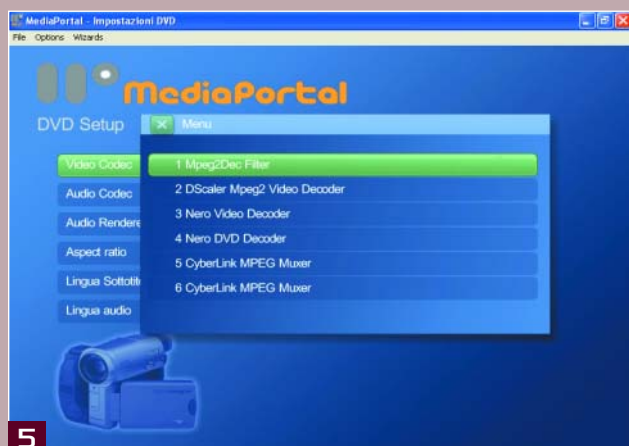 MediaPortal - Impostazioni DVD
File Options Wizards
MediaPortal
DVD Setup
Menu
Video Codec
Audio Codec
Audio Rendere
Aspect ratio
Lingua Sottotit
Lingua audio
1 Mpeg2Dec Filter
2 DScaler Mpeg2 Video Decoder
3 Nero Video Decoder
4 Nero DVD Decoder
5 CyberLink MPEG Muxer
6 CyberLink MPEG Muxer
5